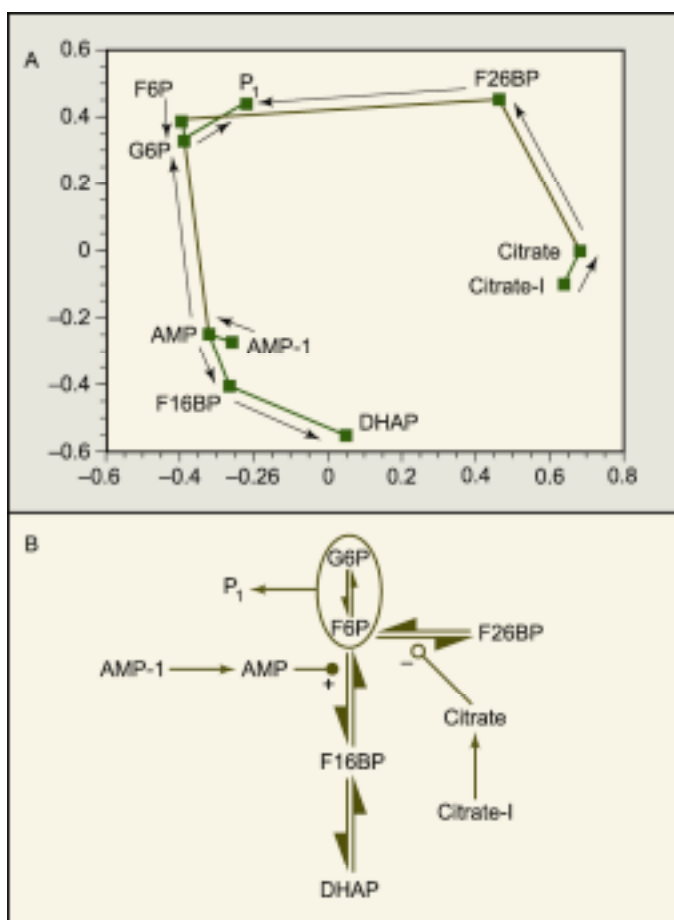 A
0.6
0.4
0.2
0
−0.2
−0.4
−0.6
−0.6
−0.4
−0.26
0
0.2
0.4
0.6
0.8
F6P
P1
F26BP
G6P
Citrate
Citrate-I
AMP
AMP-1
F16BP
DHAP
B
G6P
P1
F6P
F26BP
AMP-1
AMP
+
−
Citrate
F16BP
Citrate-I
DHAP